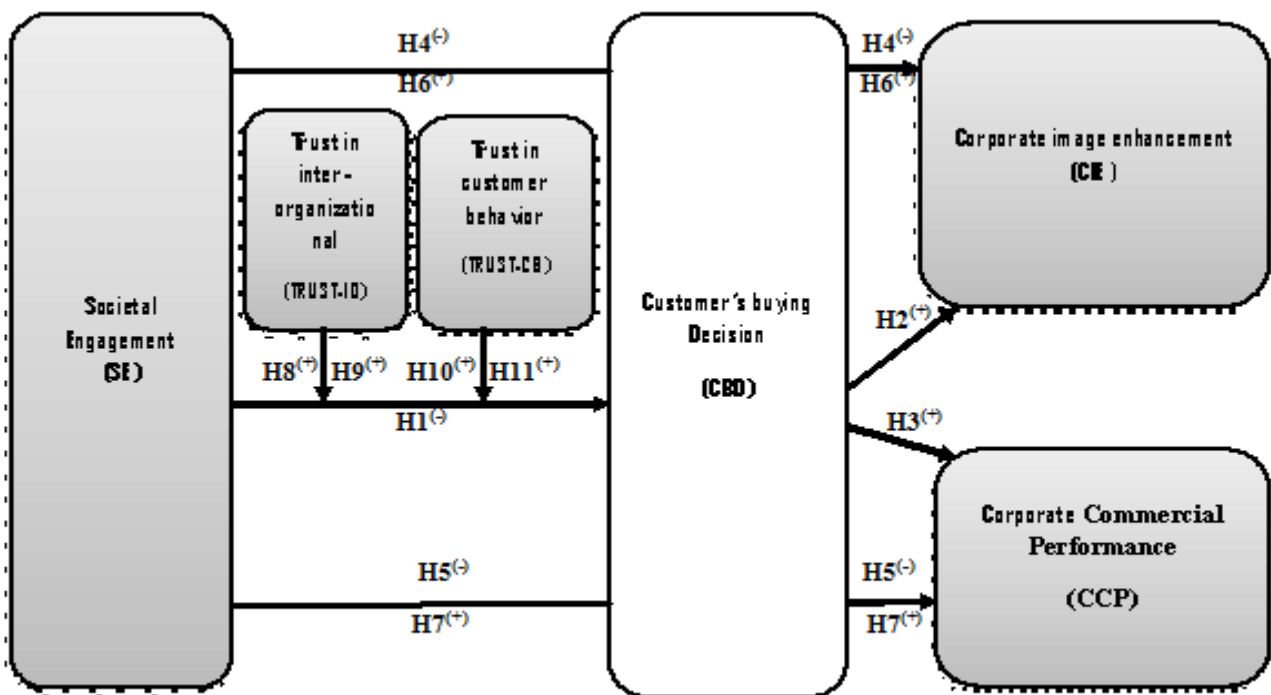 H4(-)
H6(+)
H4(-)
H6(+)
Trust in
inter-
organizatio
nal
(TRUST-IO)
Trust in
customer
behavior
(TRUST-CB)
Corporate image enhancement
(CIE)
Societal
Engagement
(SE)
Customer's buying
Decision
(CBD)
H8(+) H9(+)
H10(+) H11(+)
H1(-)
H2(+)
H3(+)
Corporate Commercial
Performance
(CCP)
H5(-)
H7(+)
H5(-)
H7(+)